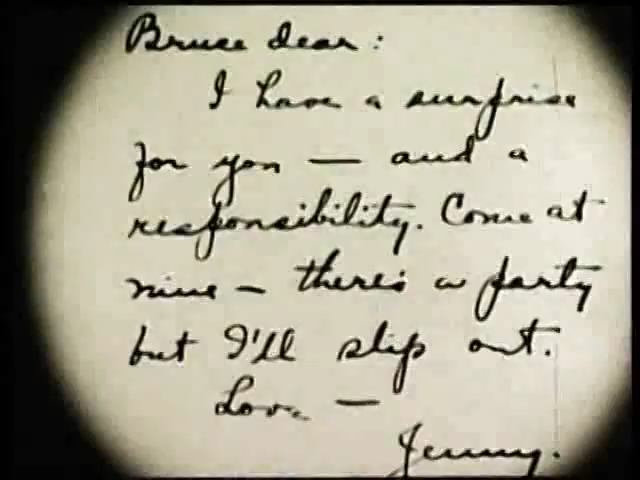 Bruce dear:
I have a surprise
for you — and a
responsibility. Come at
nine — there's a party
but I'll slip out.
Love —
Jenny.